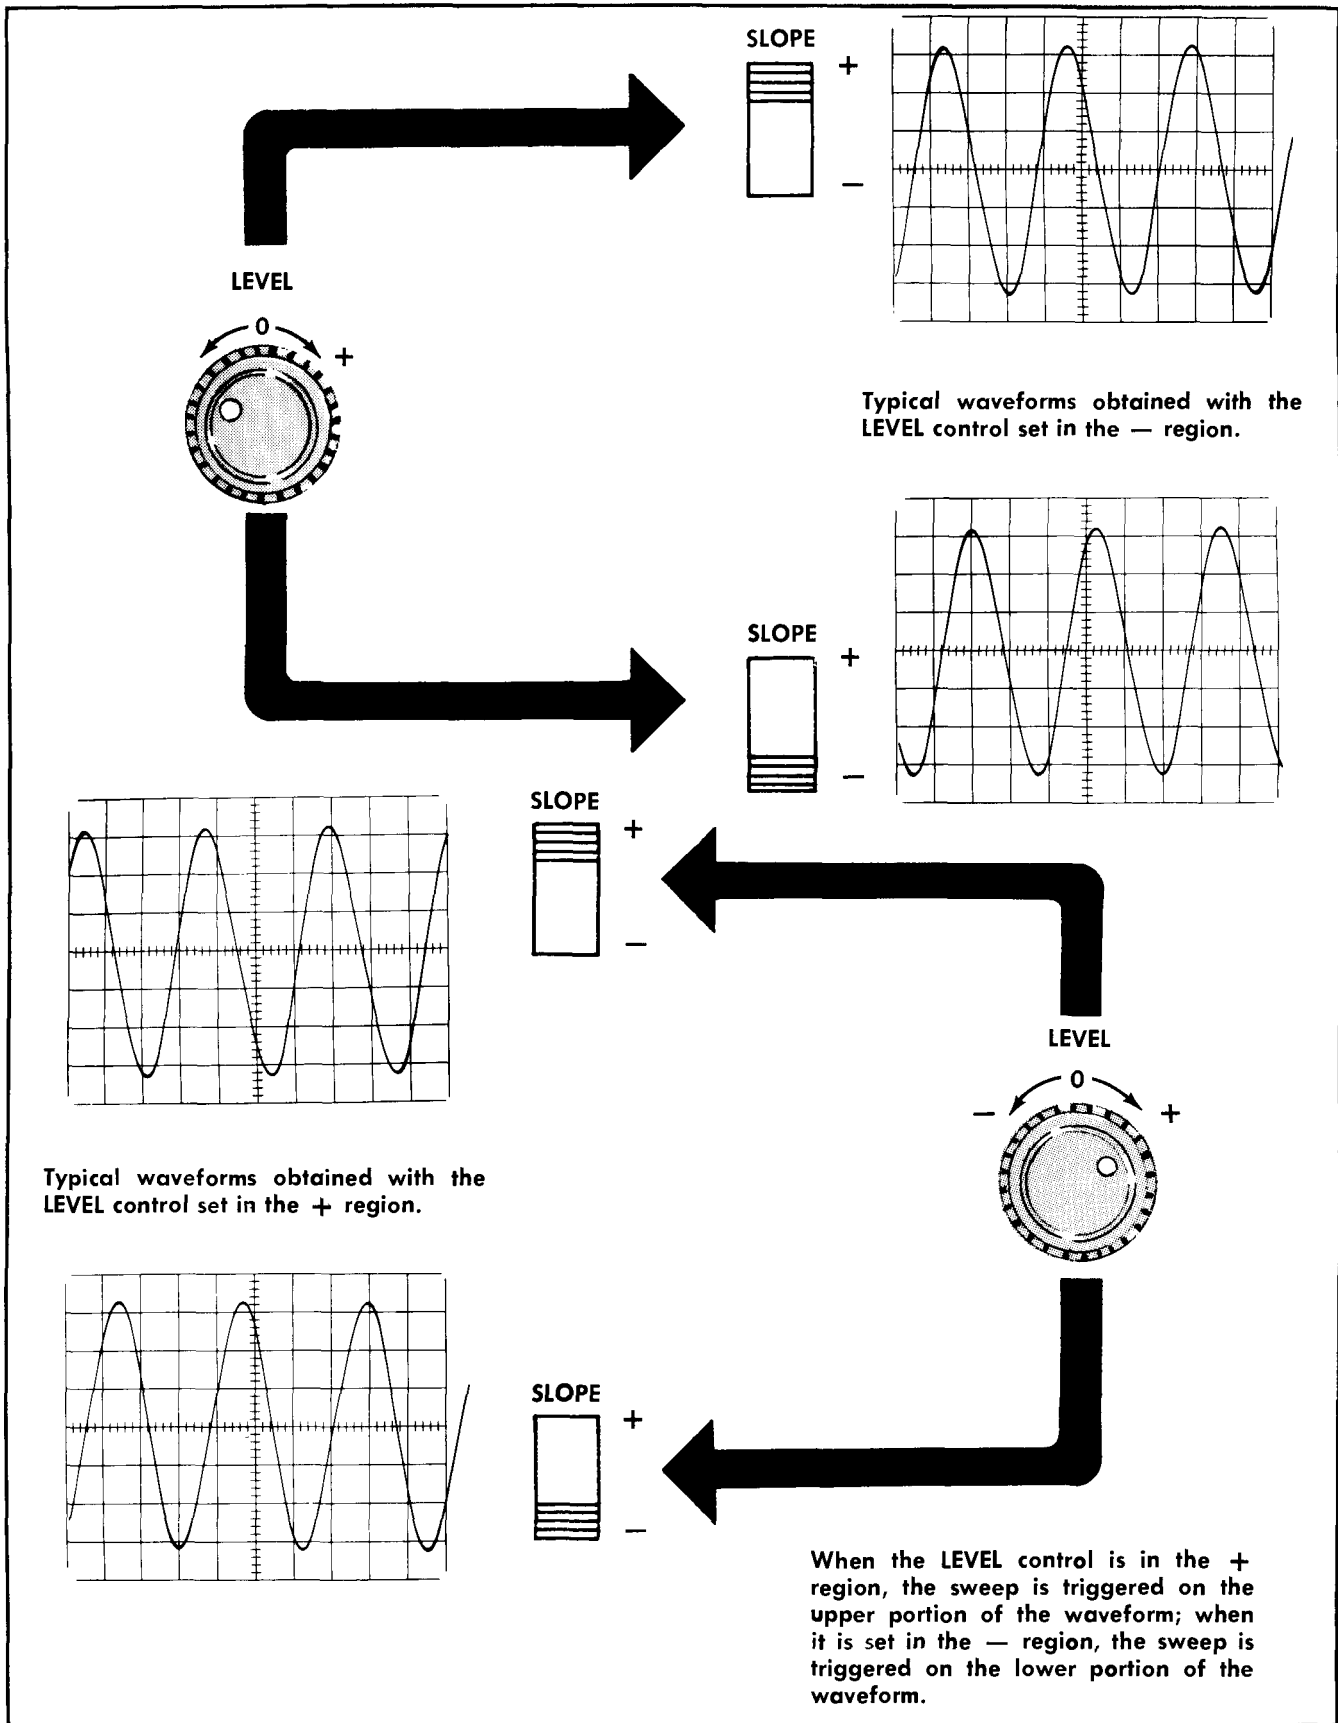 SLOPE
+
−
LEVEL
0
+
Typical waveforms obtained with the
LEVEL control set in the — region.
SLOPE
+
−
SLOPE
+
−
LEVEL
0
− +
Typical waveforms obtained with the
LEVEL control set in the + region.
SLOPE
+
−
When the LEVEL control is in the +
region, the sweep is triggered on the
upper portion of the waveform; when
it is set in the — region, the sweep is
triggered on the lower portion of the
waveform.